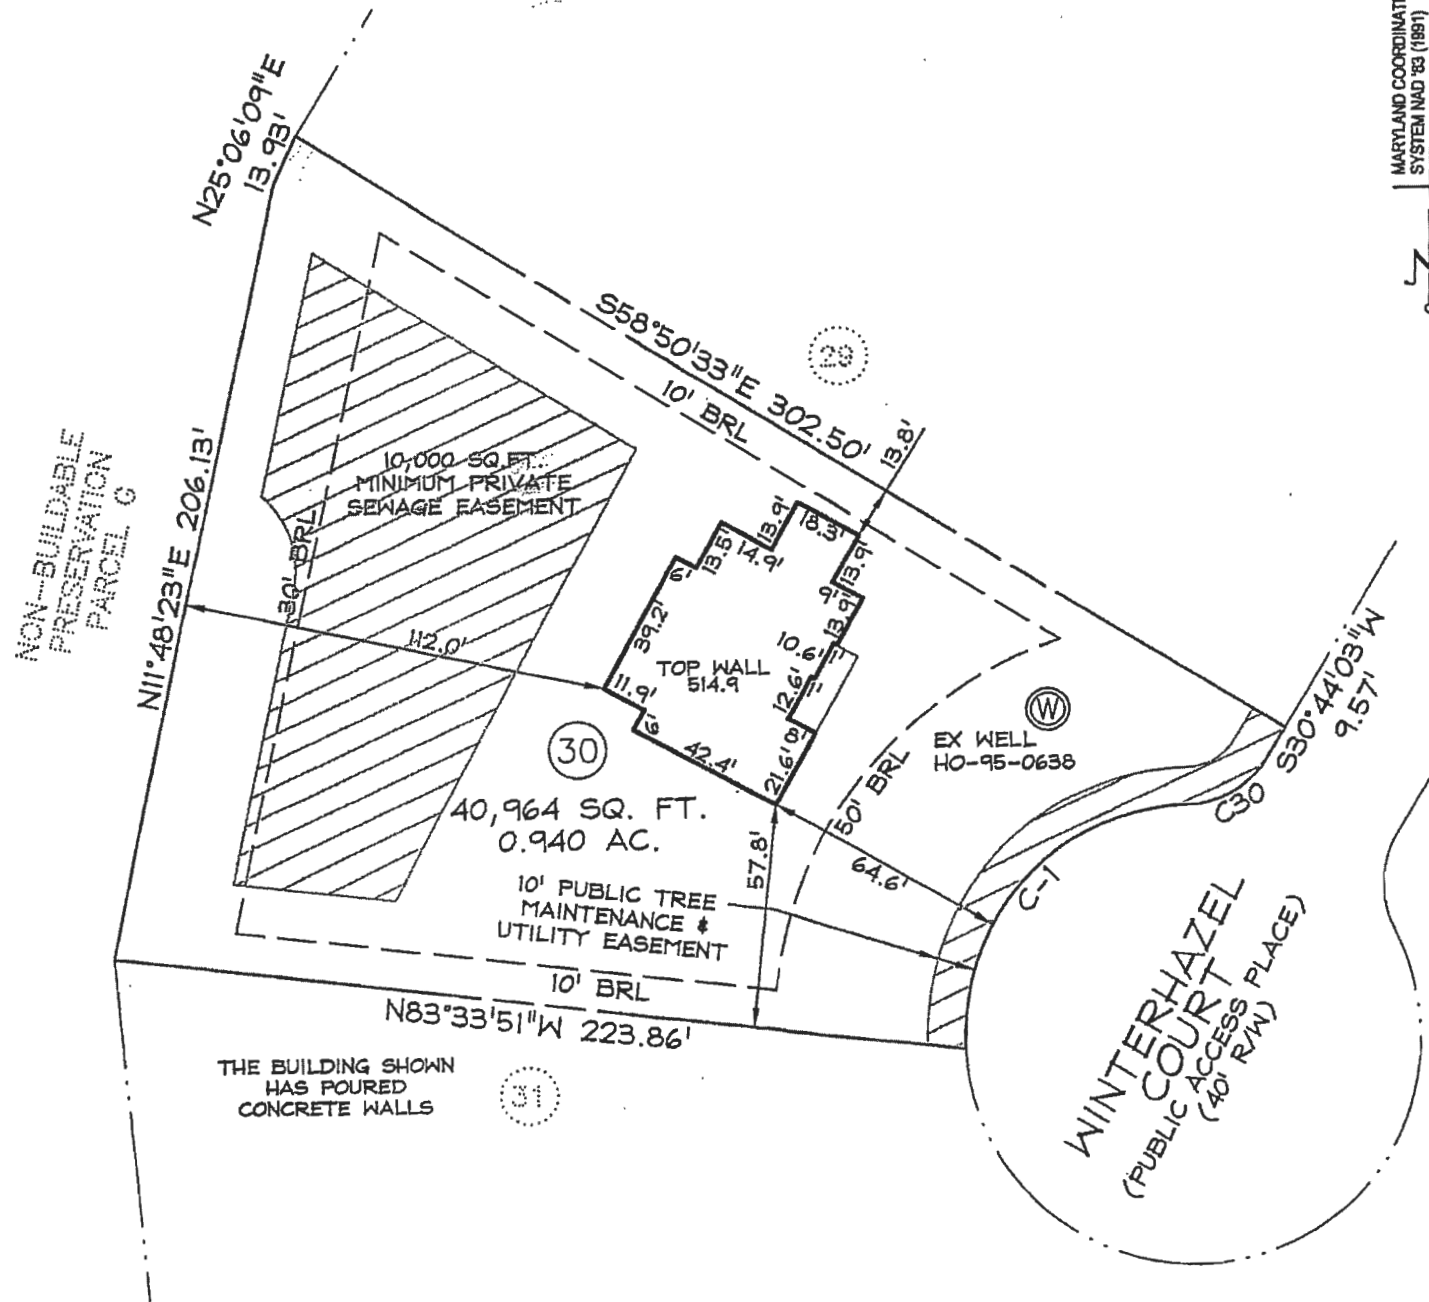 MARYLAND COORDINAT
SYSTEM NAD '83 (1991)
N25°06'09"E
13.93'
S58°50'33"E 302.50'
29
10' BRL
13.8'
NON-BUILDABLE
PRESERVATION
PARCEL G
N11°48'23"E 206.13'
10,000 SQ.FT.
MINIMUM PRIVATE
SEWAGE EASEMENT
30' BRL
112.0'
13.9'
18.3'
14.9'
13.5'
6'
39.2'
13.9'
9'
13.9'
10.6'
1'
TOP WALL
514.9
12.6'
1'
11.9'
6'
8'
42.4'
21.6'
W
EX WELL
HO-95-0638
S30°44'03"W
9.57'
30
40,964 SQ. FT.
0.940 AC.
50' BRL
C30
57.8'
64.6'
C-1
10' PUBLIC TREE
MAINTENANCE &
UTILITY EASEMENT
10' BRL
N83°33'51"W 223.86'
WINTERHAZEL
COURT
(PUBLIC ACCESS PLACE)
(40' R/W)
THE BUILDING SHOWN
HAS POURED
CONCRETE WALLS
31